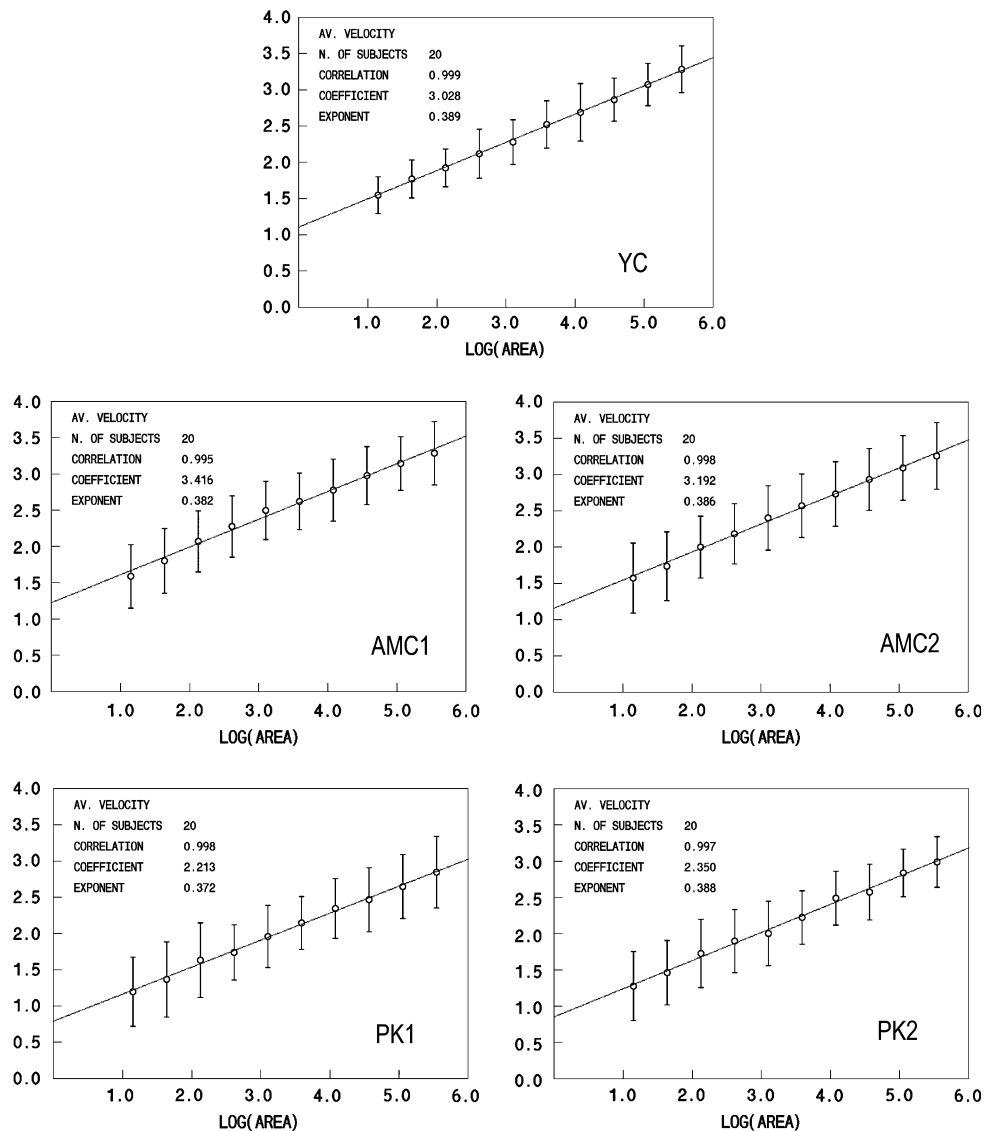 4.0
AV. VELOCITY
3.5
N. OF SUBJECTS 20
CORRELATION 0.999
3.0
COEFFICIENT 3.028
EXPONENT 0.389
2.5
2.0
1.5
1.0
YC
0.5
0.0
1.0 2.0 3.0 4.0 5.0 6.0
LOG(AREA)
4.0
AV. VELOCITY
3.5
N. OF SUBJECTS 20
CORRELATION 0.995
3.0
COEFFICIENT 3.416
EXPONENT 0.382
2.5
2.0
1.5
1.0
AMC1
0.5
0.0
1.0 2.0 3.0 4.0 5.0 6.0
LOG(AREA)
4.0
AV. VELOCITY
3.5
N. OF SUBJECTS 20
CORRELATION 0.998
3.0
COEFFICIENT 3.192
EXPONENT 0.386
2.5
2.0
1.5
1.0
AMC2
0.5
0.0
1.0 2.0 3.0 4.0 5.0 6.0
LOG(AREA)
4.0
AV. VELOCITY
3.5
N. OF SUBJECTS 20
CORRELATION 0.998
3.0
COEFFICIENT 2.213
EXPONENT 0.372
2.5
2.0
1.5
1.0
PK1
0.5
0.0
1.0 2.0 3.0 4.0 5.0 6.0
LOG(AREA)
4.0
AV. VELOCITY
3.5
N. OF SUBJECTS 20
CORRELATION 0.997
3.0
COEFFICIENT 2.350
EXPONENT 0.388
2.5
2.0
1.5
1.0
PK2
0.5
0.0
1.0 2.0 3.0 4.0 5.0 6.0
LOG(AREA)